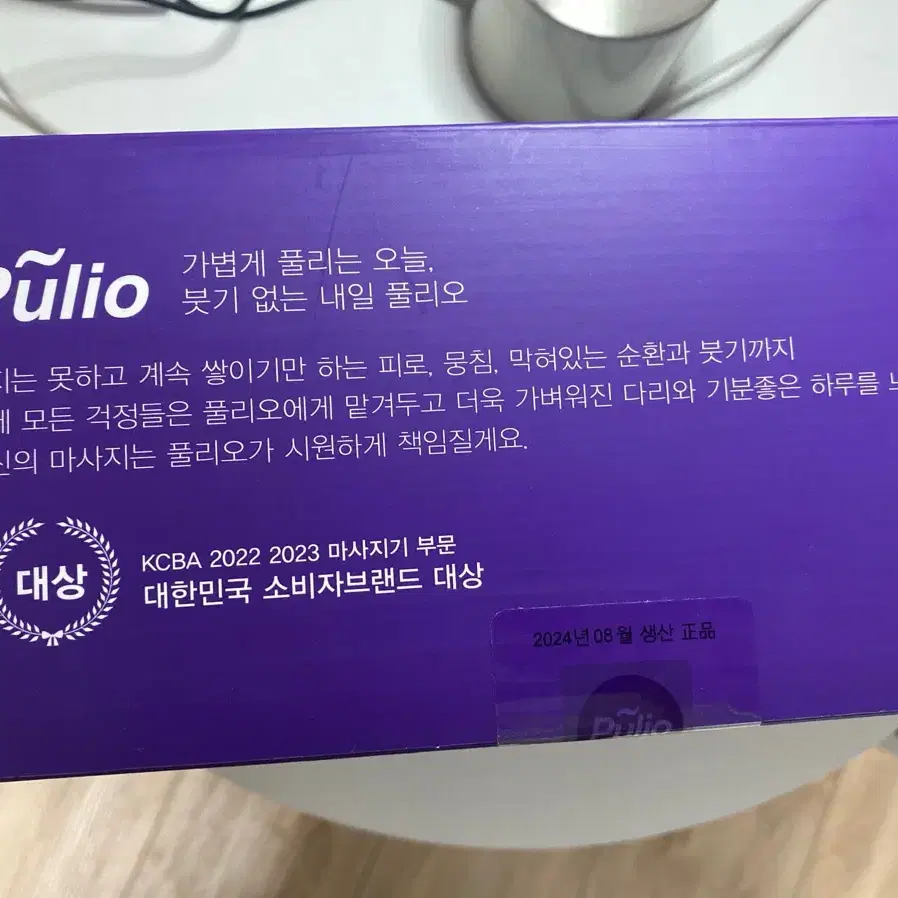 Pulio
가볍게 풀리는 오늘,
붓기 없는 내일 풀리오
지는 못하고 계속 쌓이기만 하는 피로, 뭉침, 막혀있는 순환과 붓기까지
모든 걱정들은 풀리오에게 맡겨두고 더욱 가벼워진 다리와 기분좋은 하루를
마사지는 풀리오가 시원하게 책임질게요.
대상
KCBA 2022 2023 마사지기 부문
대한민국 소비자브랜드 대상
2024년 08월 생산 正品
Pulio